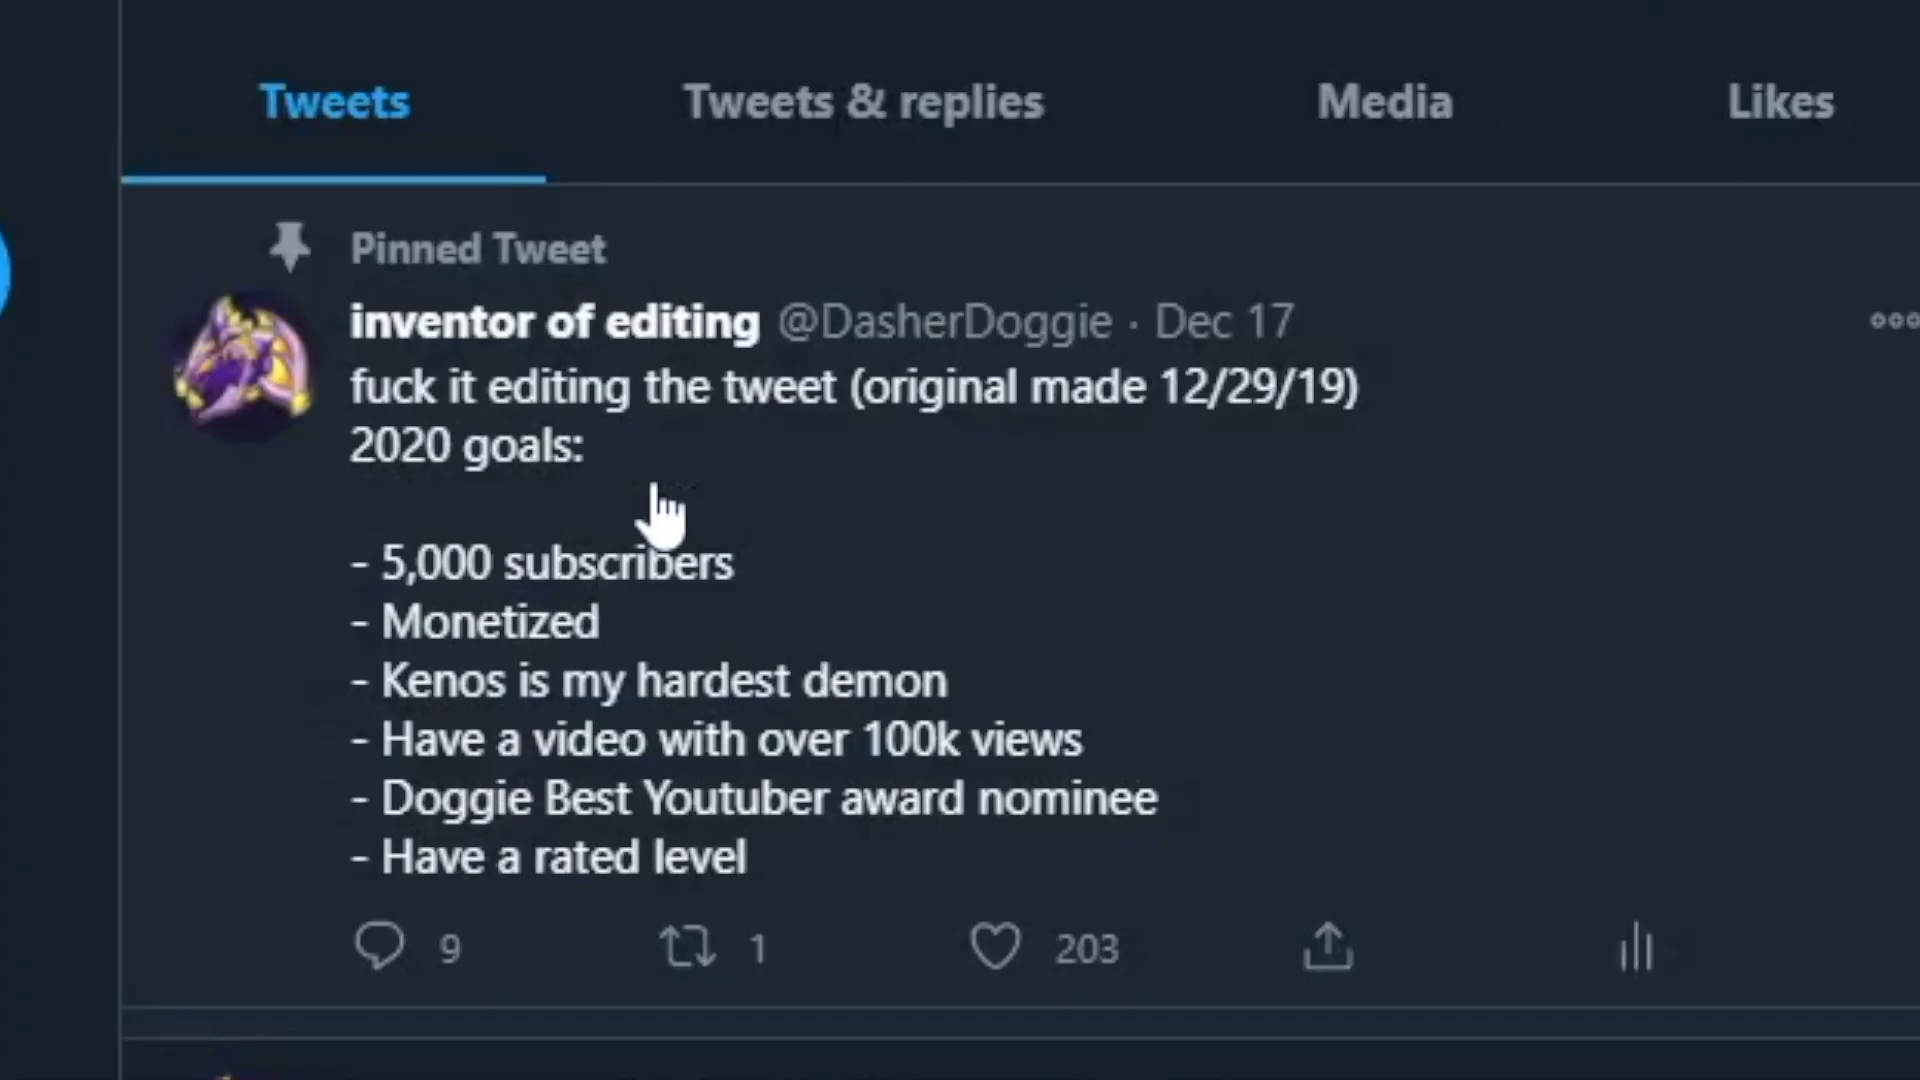 Tweets Tweets & replies Media Likes
Pinned Tweet
inventor of editing @DasherDoggie · Dec 17
fuck it editing the tweet (original made 12/29/19)
2020 goals:
- 5,000 subscribers
- Monetized
- Kenos is my hardest demon
- Have a video with over 100k views
- Doggie Best Youtuber award nominee
- Have a rated level
9 1 203